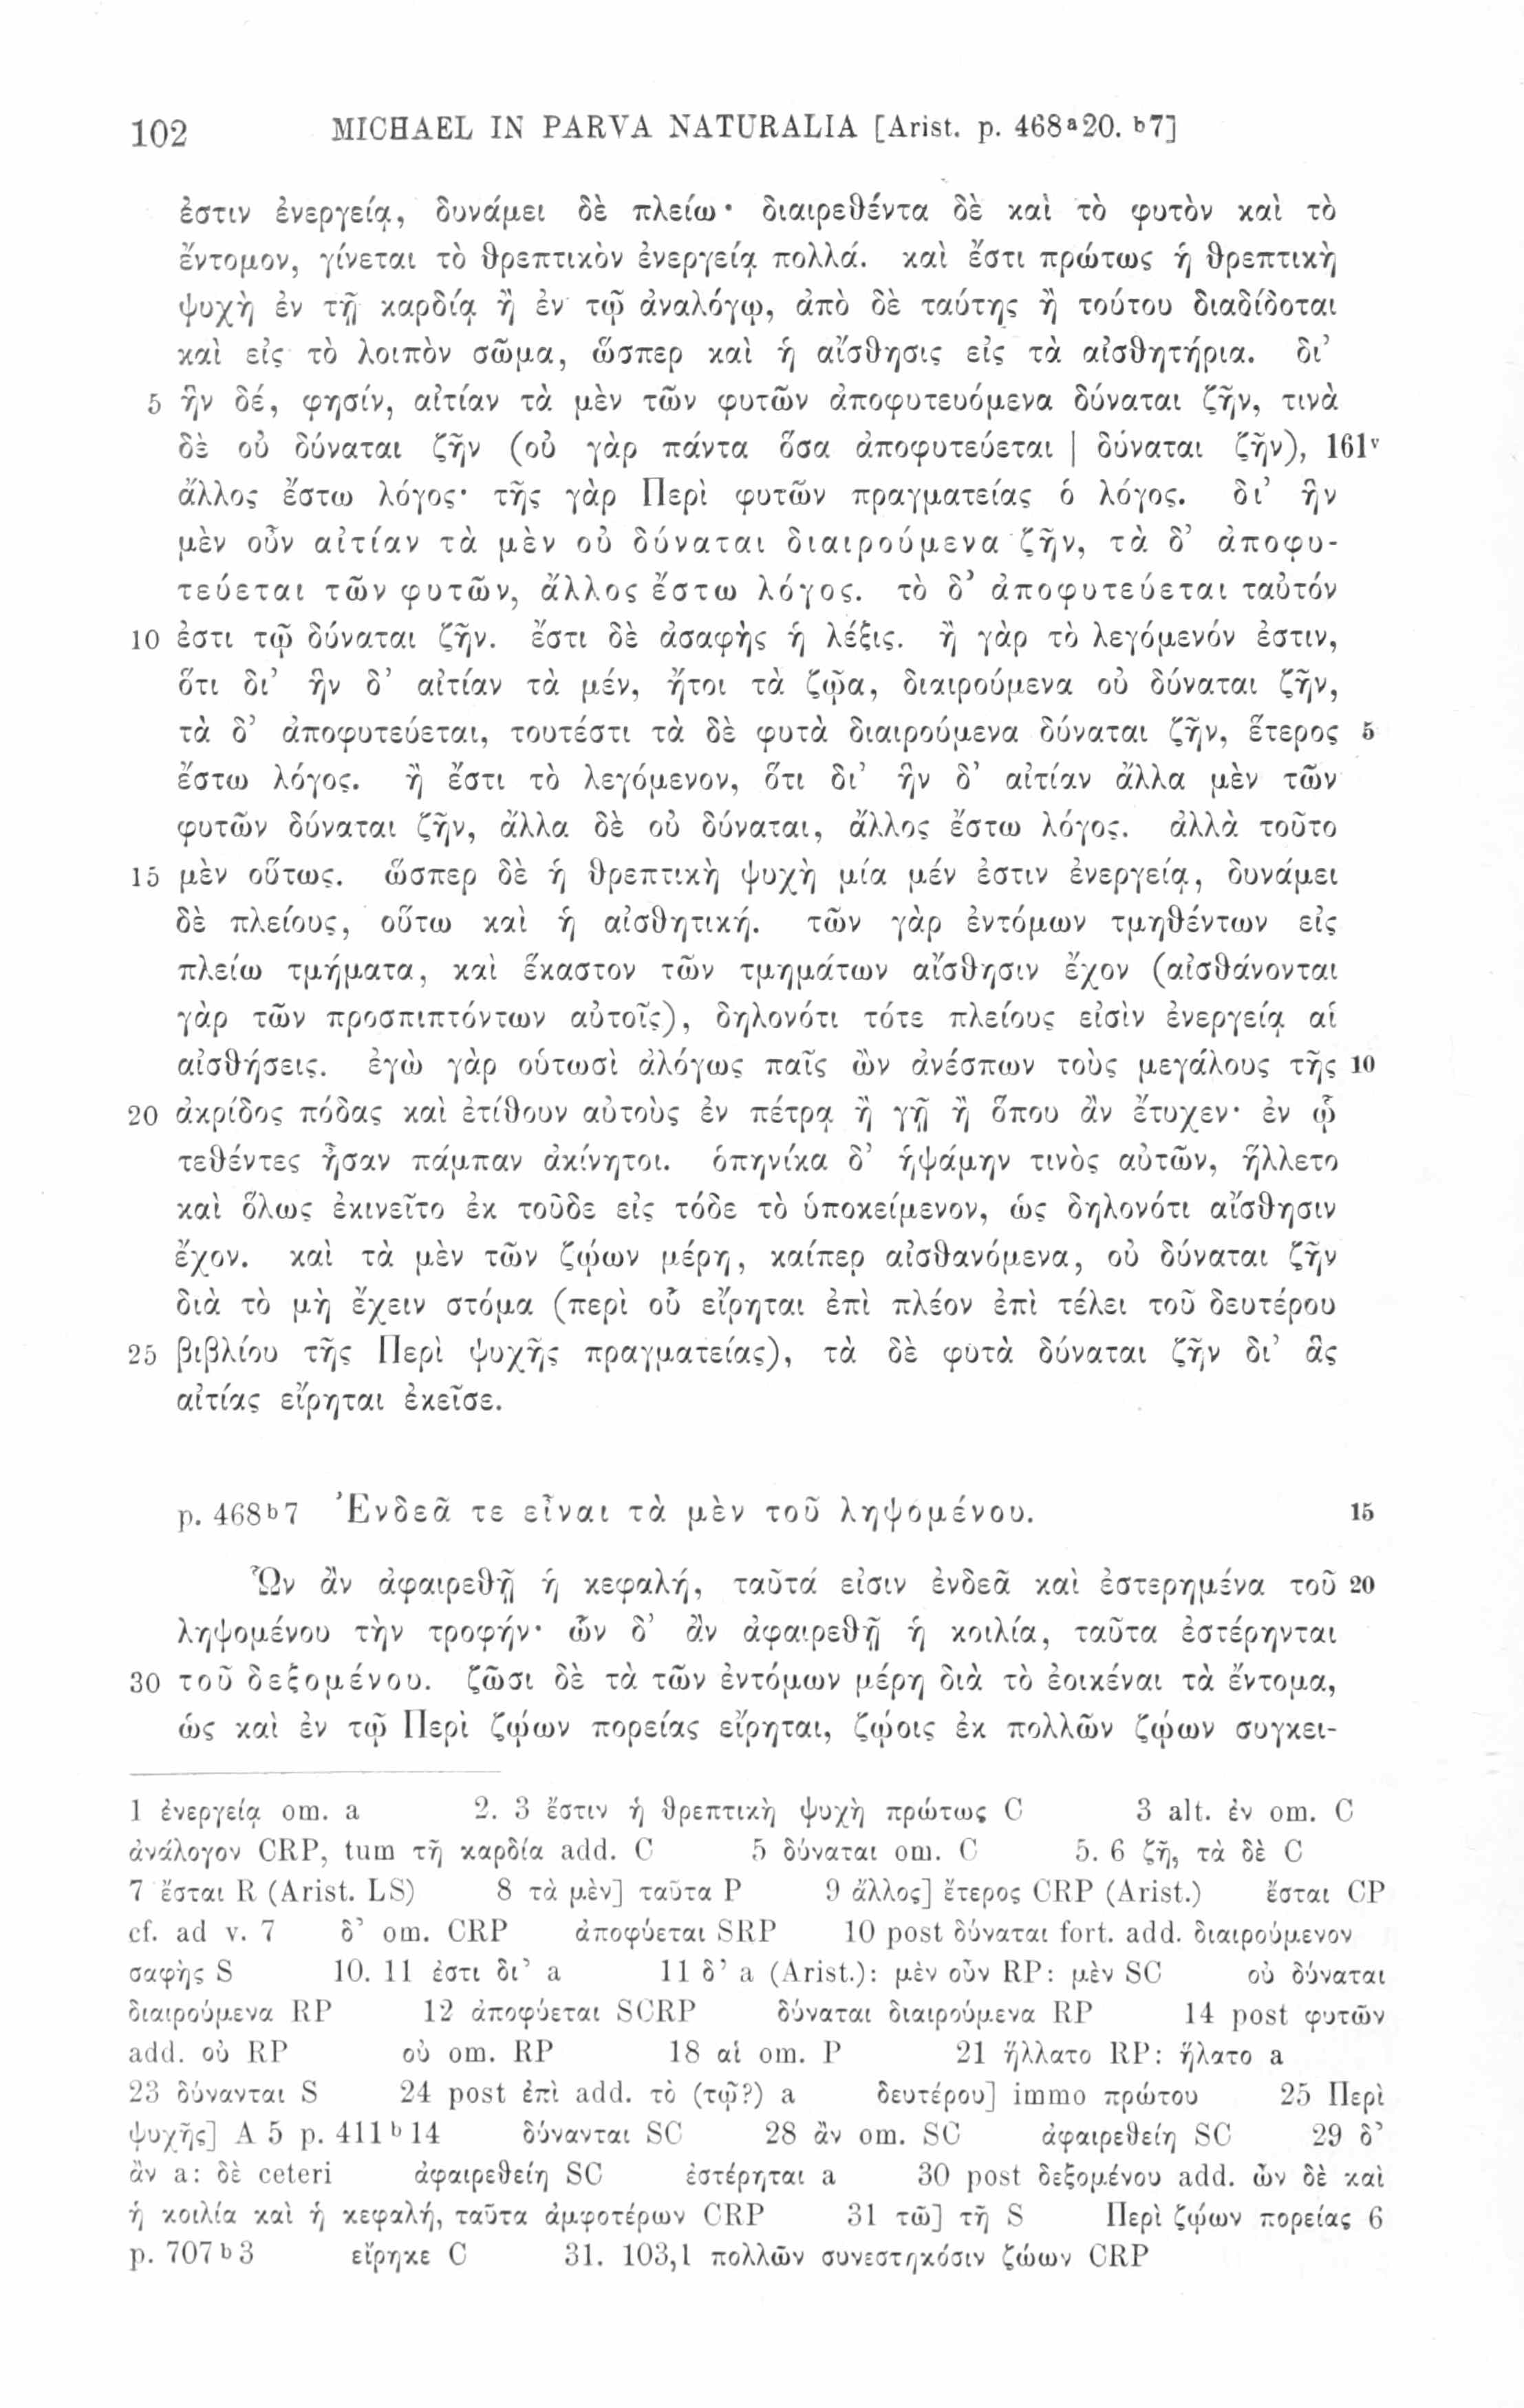 102 MICHAEL IN PARVA NATURALIA [Arist. p. 468ᵃ20. ᵇ7]
ἐστιν ἐνεργείᾳ, δυνάμει δὲ πλείω· διαιρεθέντα δὲ καὶ τὸ φυτὸν καὶ τὸ
ἔντομον, γίνεται τὸ θρεπτικὸν ἐνεργείᾳ πολλά. καὶ ἔστι πρώτως ἡ θρεπτικὴ
ψυχὴ ἐν τῇ καρδίᾳ ἢ ἐν τῷ ἀναλόγῳ, ἀπὸ δὲ ταύτης ἢ τούτου διαδίδοται
καὶ εἰς τὸ λοιπὸν σῶμα, ὥσπερ καὶ ἡ αἴσθησις εἰς τὰ αἰσθητήρια. δι’
5 ἣν δέ, φησίν, αἰτίαν τὰ μὲν τῶν φυτῶν ἀποφυτευόμενα δύναται ζῆν, τινὰ
δὲ οὐ δύναται ζῆν (οὐ γὰρ πάντα ὅσα ἀποφυτεύεται | δύναται ζῆν), 161ᵛ
ἄλλος ἔστω λόγος· τῆς γὰρ Περὶ φυτῶν πραγματείας ὁ λόγος. δι’ ἣν
μὲν οὖν αἰτίαν τὰ μὲν οὐ δύναται διαιρούμενα ζῆν, τὰ δ’ ἀποφυ-
τεύεται τῶν φυτῶν, ἄλλος ἔστω λόγος. τὸ δ’ ἀποφυτεύεται ταὐτόν
10 ἐστι τῷ δύναται ζῆν. ἔστι δὲ ἀσαφὴς ἡ λέξις. ἢ γὰρ τὸ λεγόμενόν ἐστιν,
ὅτι δι’ ἣν δ’ αἰτίαν τὰ μέν, ἤτοι τὰ ζῷα, διαιρούμενα οὐ δύναται ζῆν,
τὰ δ’ ἀποφυτεύεται, τουτέστι τὰ δὲ φυτὰ διαιρούμενα δύναται ζῆν, ἕτερος 5
ἔστω λόγος. ἢ ἔστι τὸ λεγόμενον, ὅτι δι’ ἣν δ’ αἰτίαν ἄλλα μὲν τῶν
φυτῶν δύναται ζῆν, ἄλλα δὲ οὐ δύναται, ἄλλος ἔστω λόγος. ἀλλὰ τοῦτο
15 μὲν οὕτως. ὥσπερ δὲ ἡ θρεπτικὴ ψυχὴ μία μέν ἐστιν ἐνεργείᾳ, δυνάμει
δὲ πλείους, οὕτω καὶ ἡ αἰσθητική. τῶν γὰρ ἐντόμων τμηθέντων εἰς
πλείω τμήματα, καὶ ἕκαστον τῶν τμημάτων αἴσθησιν ἔχον (αἰσθάνονται
γὰρ τῶν προσπιπτόντων αὐτοῖς), δηλονότι τότε πλείους εἰσὶν ἐνεργείᾳ αἱ
αἰσθήσεις. ἐγὼ γὰρ οὑτωσὶ ἀλόγως παῖς ὢν ἀνέσπων τοὺς μεγάλους τῆς 10
20 ἀκρίδος πόδας καὶ ἐτίθουν αὐτοὺς ἐν πέτρᾳ ἢ γῇ ἢ ὅπου ἂν ἔτυχεν· ἐν ᾧ
τεθέντες ἦσαν πάμπαν ἀκίνητοι. ὁπηνίκα δ’ ἡψάμην τινὸς αὐτῶν, ἥλλετο
καὶ ὅλως ἐκινεῖτο ἐκ τοῦδε εἰς τόδε τὸ ὑποκείμενον, ὡς δηλονότι αἴσθησιν
ἔχον. καὶ τὰ μὲν τῶν ζῴων μέρη, καίπερ αἰσθανόμενα, οὐ δύναται ζῆν
διὰ τὸ μὴ ἔχειν στόμα (περὶ οὗ εἴρηται ἐπὶ πλέον ἐπὶ τέλει τοῦ δευτέρου
25 βιβλίου τῆς Περὶ ψυχῆς πραγματείας), τὰ δὲ φυτὰ δύναται ζῆν δι’ ἃς
αἰτίας εἴρηται ἐκεῖσε.
p. 468ᵇ7 Ἐνδεᾶ τε εἶναι τὰ μὲν τοῦ ληψομένου. 15
Ὧν ἂν ἀφαιρεθῇ ἡ κεφαλή, ταῦτά εἰσιν ἐνδεᾶ καὶ ἐστερημένα τοῦ 20
ληψομένου τὴν τροφήν· ὧν δ’ ἂν ἀφαιρεθῇ ἡ κοιλία, ταῦτα ἐστέρηνται
30 τοῦ δεξομένου. ζῶσι δὲ τὰ τῶν ἐντόμων μέρη διὰ τὸ ἐοικέναι τὰ ἔντομα,
ὡς καὶ ἐν τῷ Περὶ ζῴων πορείας εἴρηται, ζῴοις ἐκ πολλῶν ζῴων συγκει-
1 ἐνεργείᾳ om. a 2. 3 ἔστιν ἡ θρεπτικὴ ψυχὴ πρώτως C 3 alt. ἐν om. C
ἀνάλογον CRP, tum τῇ καρδία add. C 5 δύναται om. C 5. 6 ζῆ, τὰ δὲ C
7 ἔσται R (Arist. LS) 8 τὰ μὲν] ταῦτα P 9 ἄλλος] ἕτερος CRP (Arist.) ἔσται CP
cf. ad v. 7 δ’ om. CRP ἀποφύεται SRP 10 post δύναται fort. add. διαιρούμενον
σαφὴς S 10. 11 ἐστι δι’ a 11 δ’ a (Arist.): μὲν οὖν RP: μὲν SC οὐ δύναται
διαιρούμενα RP 12 ἀποφύεται SCRP δύναται διαιρούμενα RP 14 post φυτῶν
add. οὐ RP οὐ om. RP 18 αἱ om. P 21 ἥλλατο RP: ἥλατο a
23 δύνανται S 24 post ἐπὶ add. τὸ (τῷ?) a δευτέρου] immo πρώτου 25 Περὶ
ψυχῆς] A 5 p. 411ᵇ14 δύνανται SC 28 ἂν om. SC ἀφαιρεθείη SC 29 δ’
ἂν a: δὲ ceteri ἀφαιρεθείη SC ἐστέρηται a 30 post δεξομένου add. ὧν δὲ καὶ
ἡ κοιλία καὶ ἡ κεφαλή, ταῦτα ἀμφοτέρων CRP 31 τῶ] τῇ S Περὶ ζῴων πορείας 6
p. 707ᵇ3 εἴρηκε C 31. 103,1 πολλῶν συνεστηκόσιν ζώων CRP